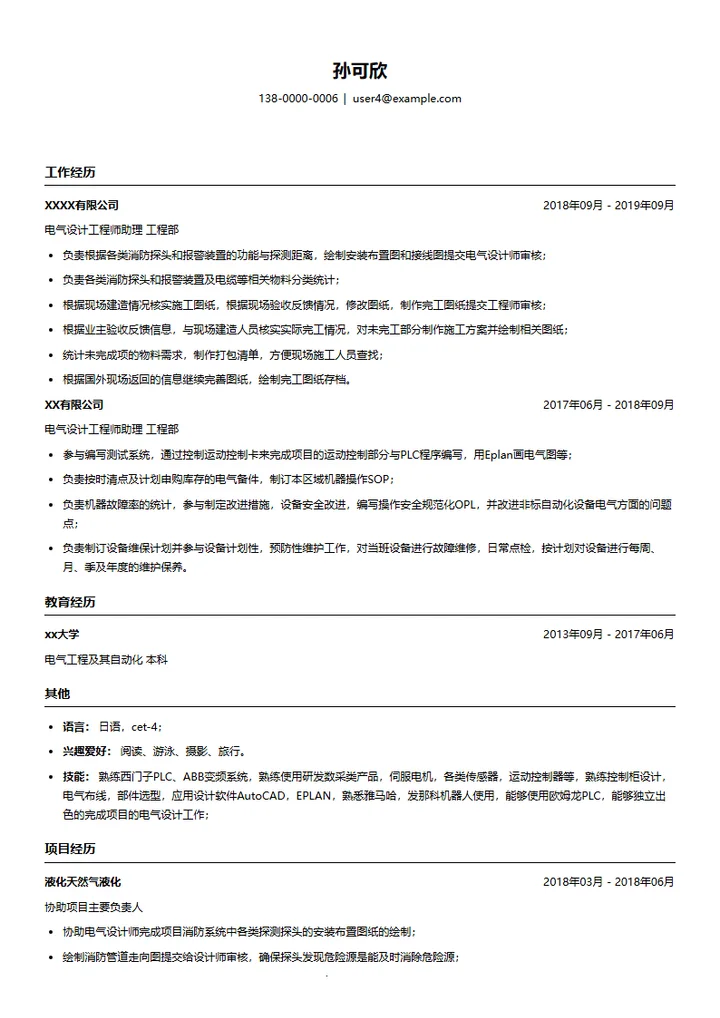 孙可欣
138-0000-0006 | user4@example.com
工作经历
XXXX有限公司 2018年09月 - 2019年09月
电气设计工程师助理 工程部
• 负责根据各类消防探头和报警装置的功能与探测距离，绘制安装布置图和接线图提交电气设计师审核；
• 负责各类消防探头和报警装置及电缆等相关物料分类统计；
• 根据现场建造情况核实施工图纸，根据现场验收反馈情况，修改图纸，制作完工图纸提交工程师审核；
• 根据业主验收反馈信息，与现场建造人员核实实际完工情况，对未完工部分制作施工方案并绘制相关图纸；
• 统计未完成项的物料需求，制作打包清单，方便现场施工人员查找；
• 根据国外现场返回的信息继续完善图纸，绘制完工图纸存档。
XX有限公司 2017年06月 - 2018年09月
电气设计工程师助理 工程部
• 参与编写测试系统，通过控制运动控制卡来完成项目的运动控制部分与PLC程序编写，用Eplan画电气图等；
• 负责按时清点及计划申购库存的电气备件，制订本区域机器操作SOP；
• 负责机器故障率的统计，参与制定改进措施，设备安全改进，编写操作安全规范化OPL，并改进非标自动化设备电气方面的问题
点；
• 负责制订设备维保计划并参与设备计划性，预防性维护工作，对当班设备进行故障维修，日常点检，按计划对设备进行每周、
月、季及年度的维护保养。
教育经历
xx大学 2013年09月 - 2017年06月
电气工程及其自动化 本科
其他
• 语言： 日语，cet-4；
• 兴趣爱好： 阅读、游泳、摄影、旅行。
• 技能： 熟练西门子PLC、ABB变频系统，熟练使用研发数采类产品，伺服电机，各类传感器，运动控制器等，熟练控制柜设计，
电气布线，部件选型，应用设计软件AutoCAD，EPLAN，熟悉雅马哈，发那科机器人使用，能够使用欧姆龙PLC，能够独立出
色的完成项目的电气设计工作；
项目经历
液化天然气液化 2018年03月 - 2018年06月
协助项目主要负责人
• 协助电气设计师完成项目消防系统中各类探测探头的安装布置图纸的绘制；
• 绘制消防管道走向图提交给设计师审核，确保探头发现危险源是能及时消除危险源；